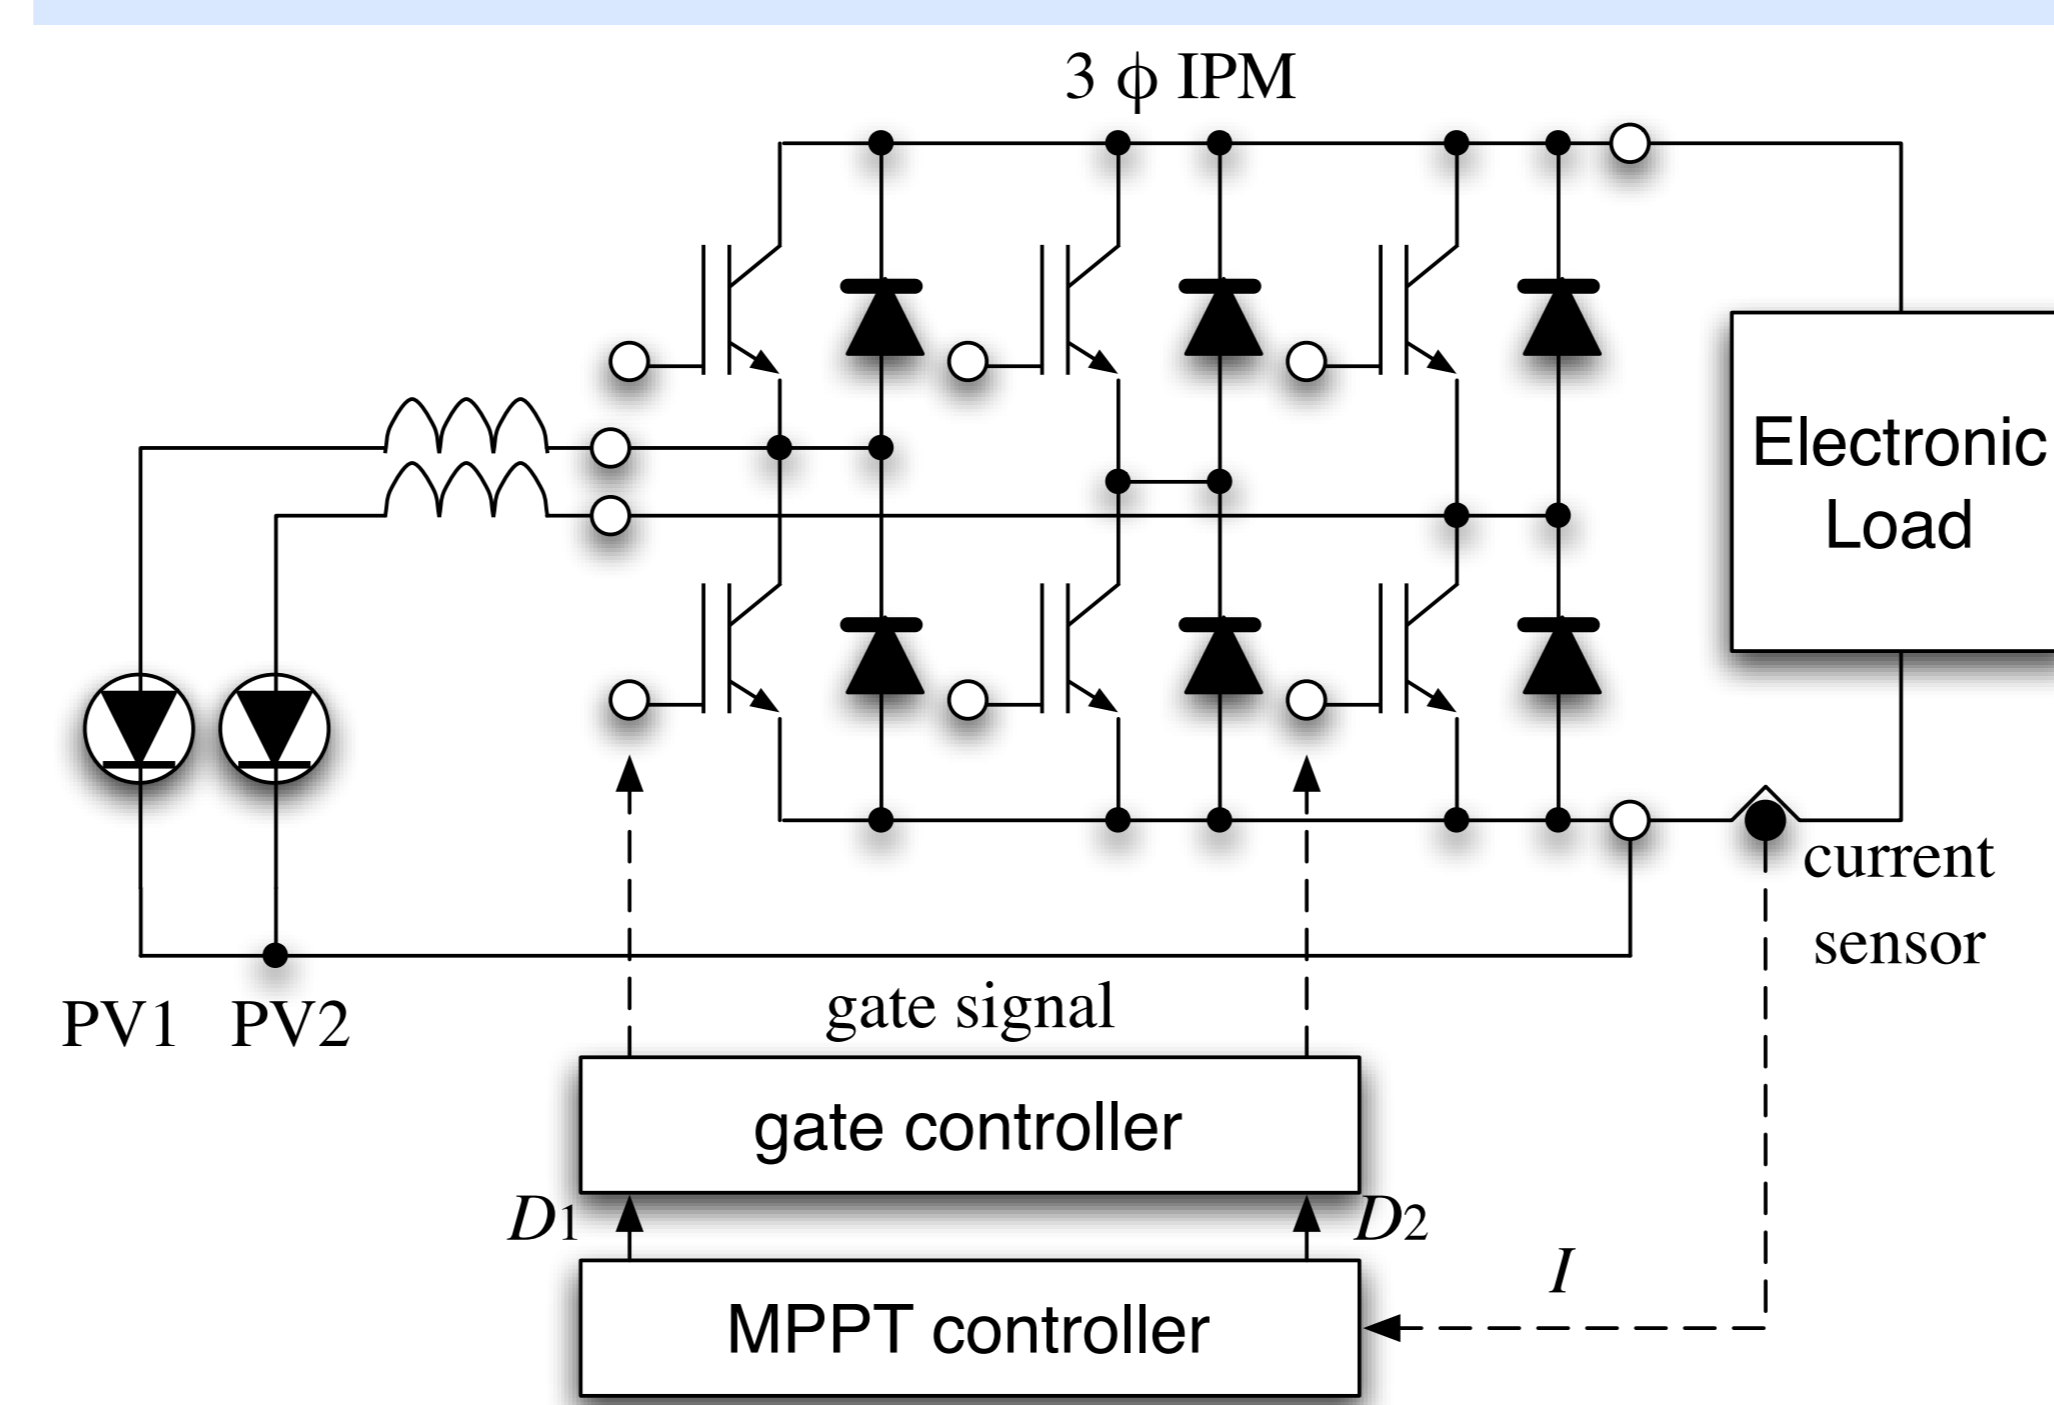 3 ϕ IPM
Electronic
Load
current
sensor
PV1 PV2
gate signal
gate controller
D1 D2
I
MPPT controller